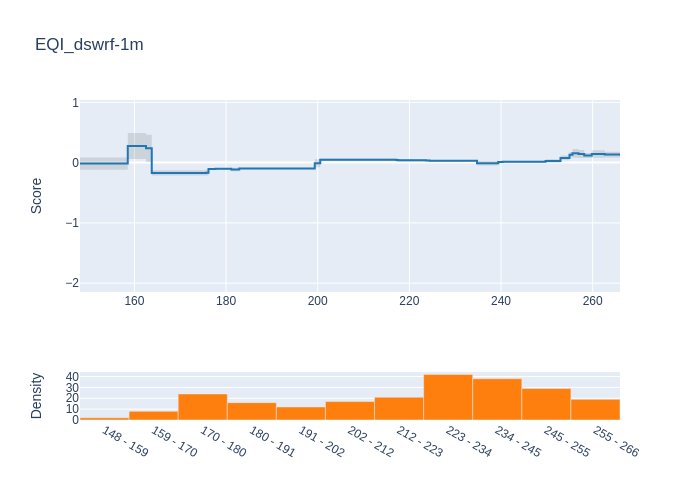 EQI_dswrf-1m
Score
1
0
−1
−2
160 180 200 220 240 260
Density
40
30
20
10
0
148 - 159
159 - 170
170 - 180
180 - 191
191 - 202
202 - 212
212 - 223
223 - 234
234 - 245
245 - 255
255 - 266